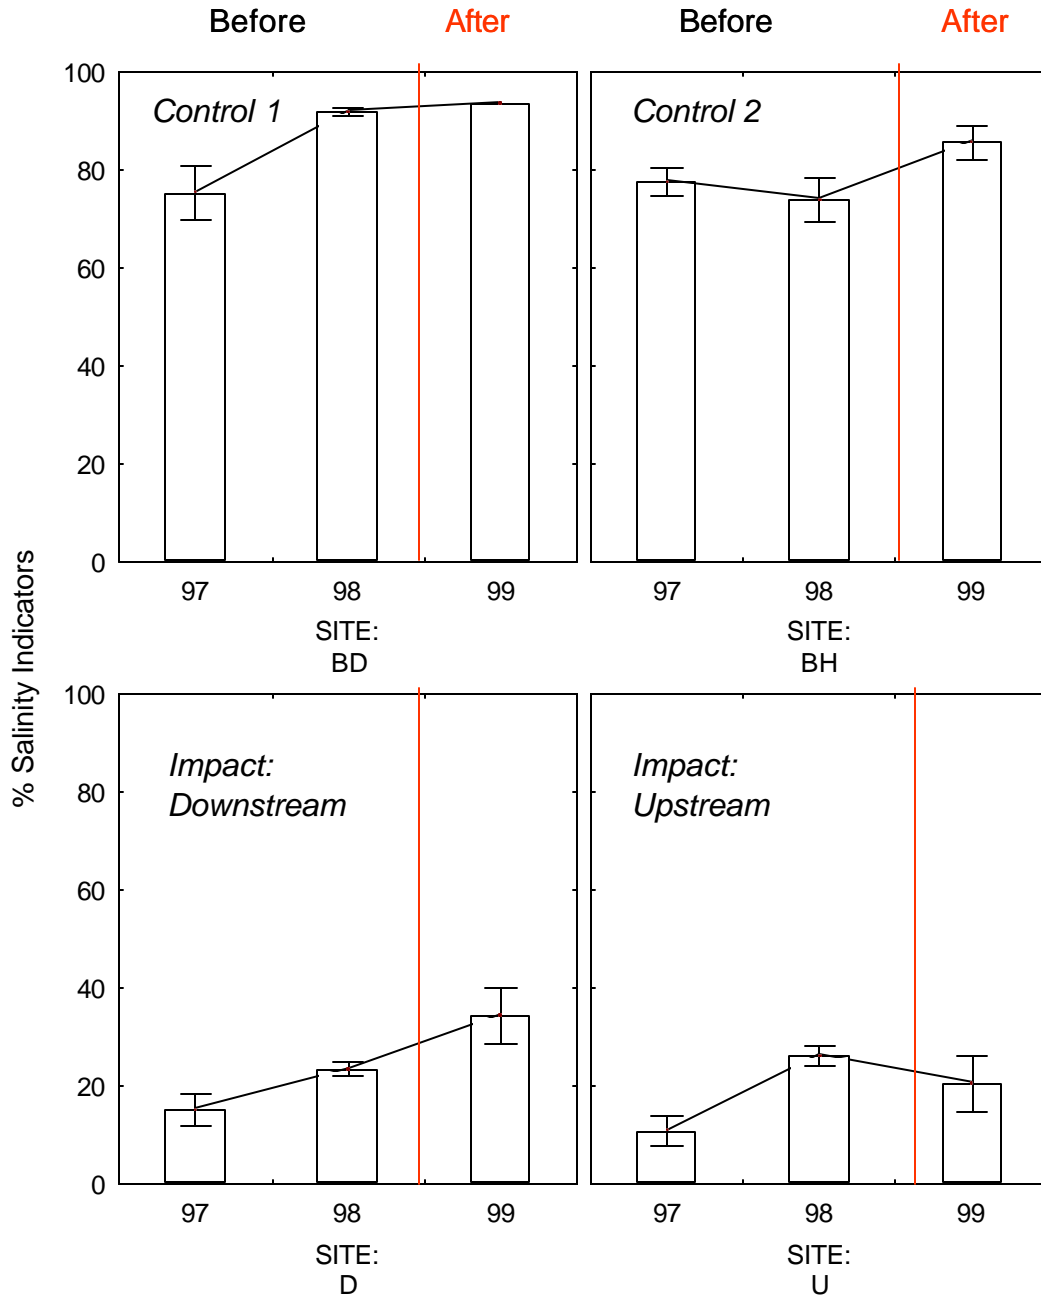 Before After Before After
Control 1
Control 2
100
80
60
40
20
0
97 98 99
97 98 99
SITE:
BD
SITE:
BH
% Salinity Indicators
Impact:
Downstream
Impact:
Upstream
100
80
60
40
20
0
97 98 99
97 98 99
SITE:
D
SITE:
U